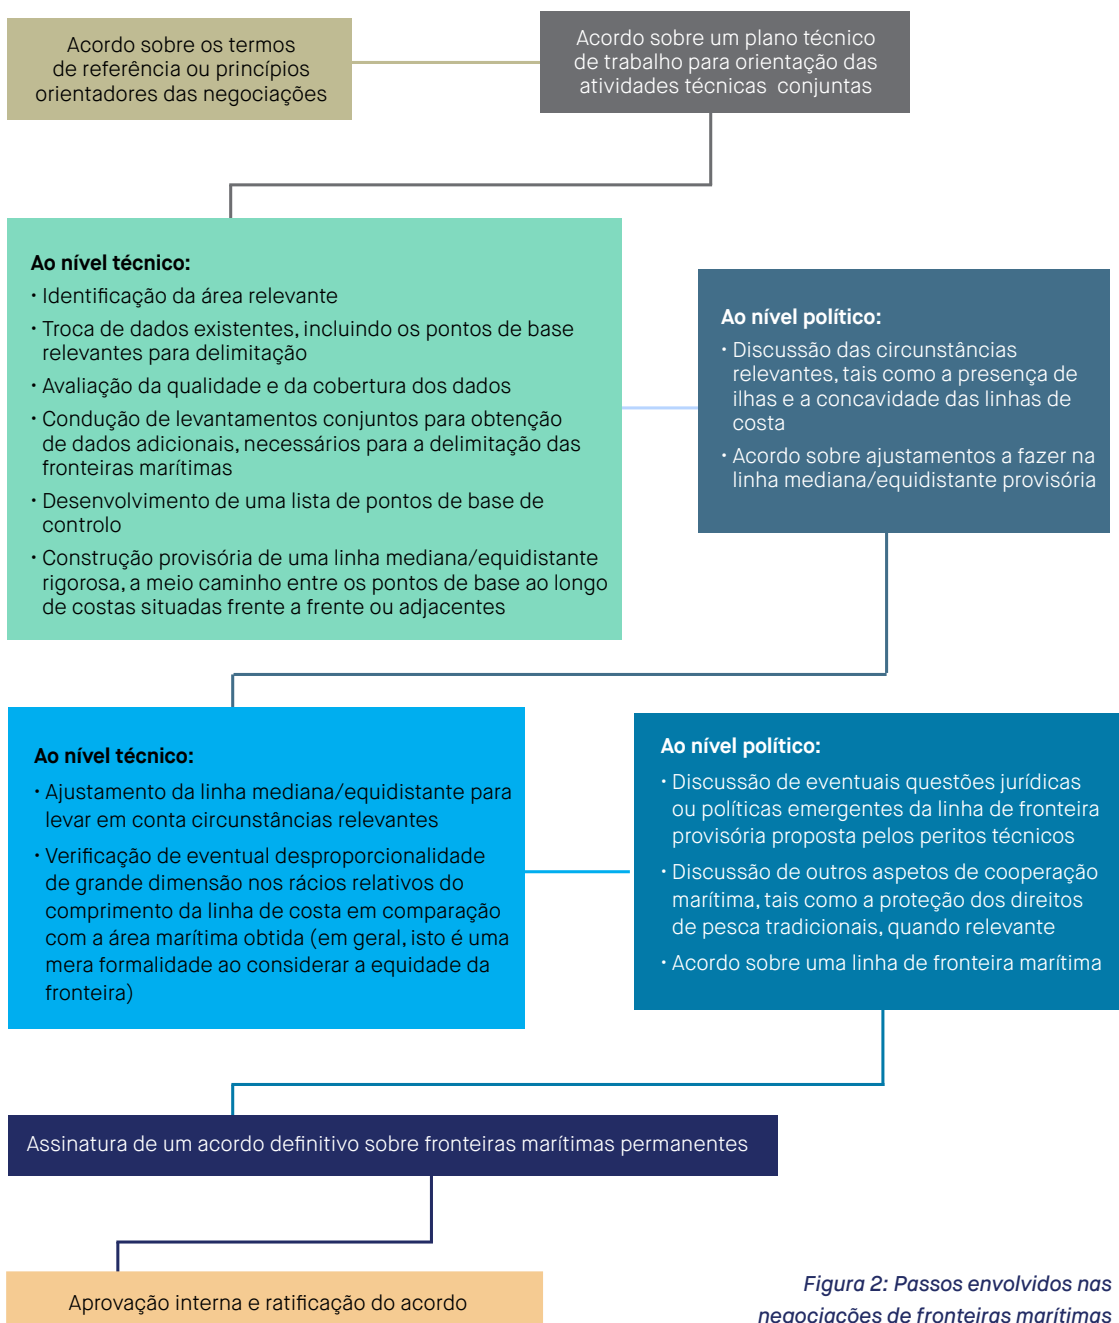 Acordo sobre os termos
de referência ou princípios
orientadores das negociações
Acordo sobre um plano técnico
de trabalho para orientação das
atividades técnicas conjuntas
Ao nível técnico:
· Identificação da área relevante
· Troca de dados existentes, incluindo os pontos de base
relevantes para delimitação
· Avaliação da qualidade e da cobertura dos dados
· Condução de levantamentos conjuntos para obtenção
de dados adicionais, necessários para a delimitação das
fronteiras marítimas
· Desenvolvimento de uma lista de pontos de base de
controlo
· Construção provisória de uma linha mediana/equidistante
rigorosa, a meio caminho entre os pontos de base ao longo
de costas situadas frente a frente ou adjacentes
Ao nível político:
· Discussão das circunstâncias
relevantes, tais como a presença de
ilhas e a concavidade das linhas de
costa
· Acordo sobre ajustamentos a fazer na
linha mediana/equidistante provisória
Ao nível técnico:
· Ajustamento da linha mediana/equidistante para
levar em conta circunstâncias relevantes
· Verificação de eventual desproporcionalidade
de grande dimensão nos rácios relativos do
comprimento da linha de costa em comparação
com a área marítima obtida (em geral, isto é uma
mera formalidade ao considerar a equidade da
fronteira)
Ao nível político:
· Discussão de eventuais questões jurídicas
ou políticas emergentes da linha de fronteira
provisória proposta pelos peritos técnicos
· Discussão de outros aspetos de cooperação
marítima, tais como a proteção dos direitos
de pesca tradicionais, quando relevante
· Acordo sobre uma linha de fronteira marítima
Assinatura de um acordo definitivo sobre fronteiras marítimas permanentes
Aprovação interna e ratificação do acordo
Figura 2: Passos envolvidos nas
negociações de fronteiras marítimas